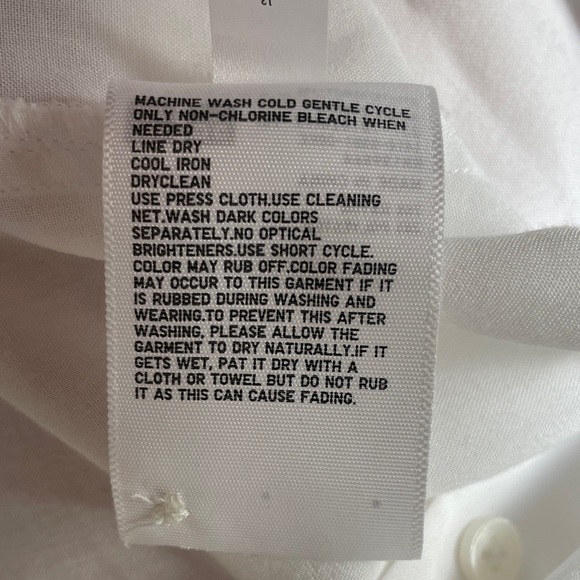 MACHINE WASH COLD GENTLE CYCLE
ONLY NON-CHLORINE BLEACH WHEN
NEEDED
LINE DRY
COOL IRON
DRYCLEAN
USE PRESS CLOTH.USE CLEANING
NET.WASH DARK COLORS
SEPARATELY.NO OPTICAL
BRIGHTENERS.USE SHORT CYCLE.
COLOR MAY RUB OFF.COLOR FADING
MAY OCCUR TO THIS GARMENT IF IT
IS RUBBED DURING WASHING AND
WEARING.TO PREVENT THIS AFTER
WASHING, PLEASE ALLOW THE
GARMENT TO DRY NATURALLY.IF IT
GETS WET, PAT IT DRY WITH A
CLOTH OR TOWEL BUT DO NOT RUB
IT AS THIS CAN CAUSE FADING.